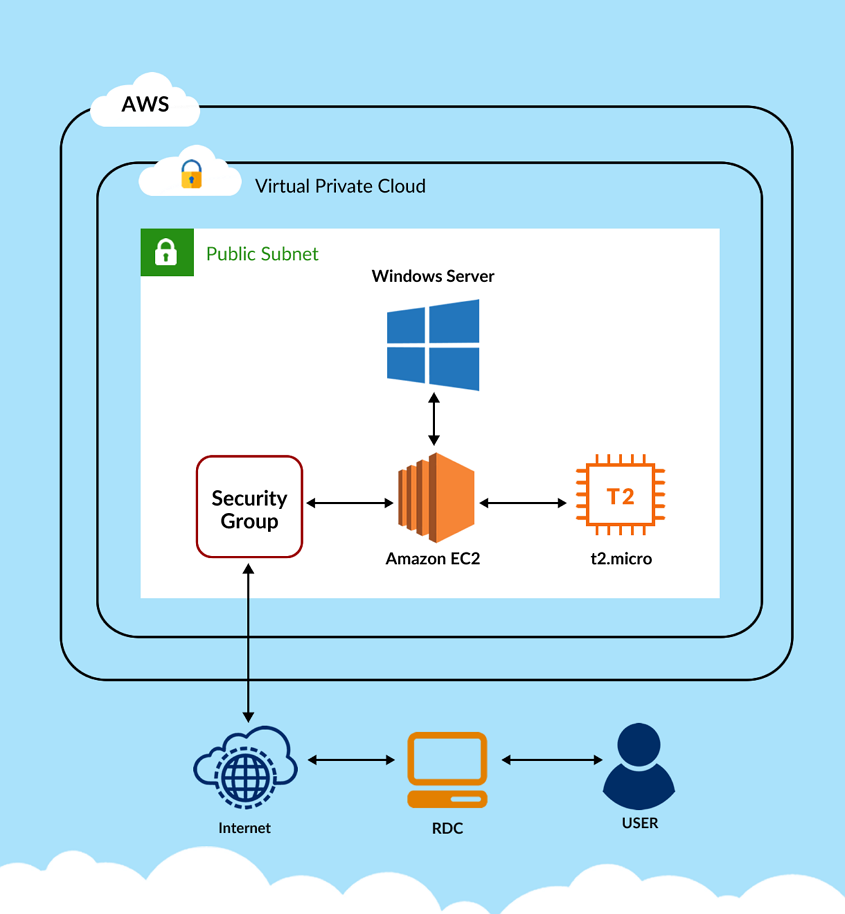 AWS
Virtual Private Cloud
Public Subnet
Windows Server
Security
Group
Amazon EC2
T2
t2.micro
Internet
RDC
USER